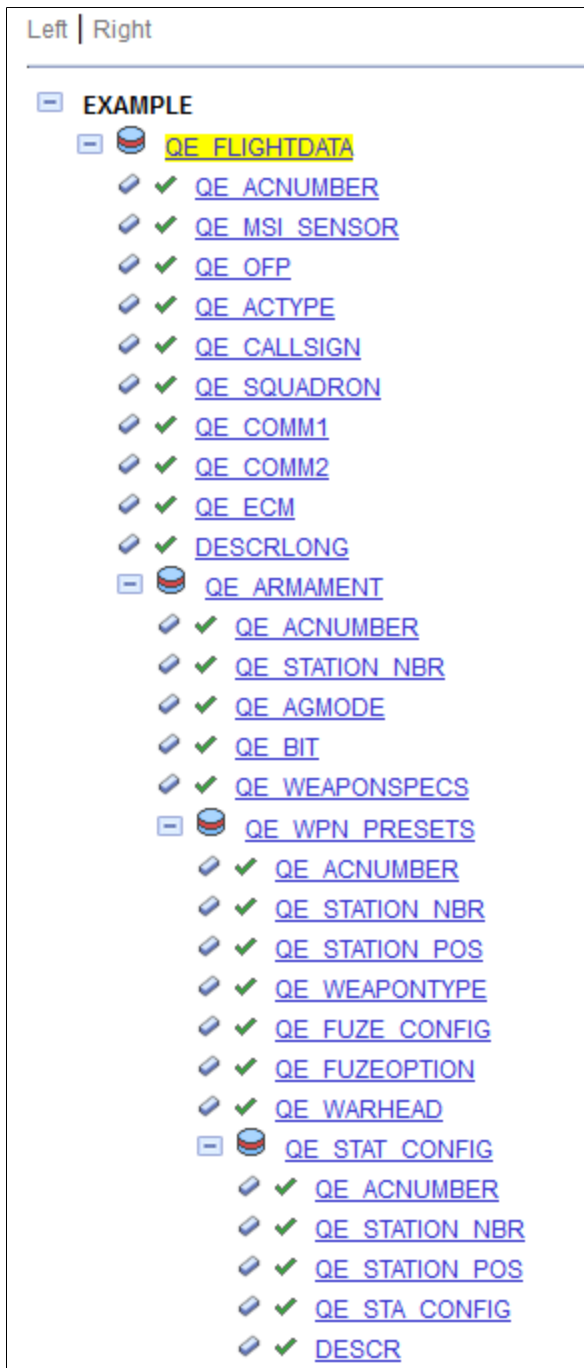 Left | Right
EXAMPLE
QE_FLIGHTDATA
QE_ACNUMBER
QE_MSI_SENSOR
QE_OFP
QE_ACTYPE
QE_CALLSIGN
QE_SQUADRON
QE_COMM1
QE_COMM2
QE_ECM
DESCRLONG
QE_ARMAMENT
QE_ACNUMBER
QE_STATION_NBR
QE_AGMODE
QE_BIT
QE_WEAPONSPECS
QE_WPN_PRESETS
QE_ACNUMBER
QE_STATION_NBR
QE_STATION_POS
QE_WEAPONTYPE
QE_FUZE_CONFIG
QE_FUZEOPTION
QE_WARHEAD
QE_STAT_CONFIG
QE_ACNUMBER
QE_STATION_NBR
QE_STATION_POS
QE_STA_CONFIG
DESCR